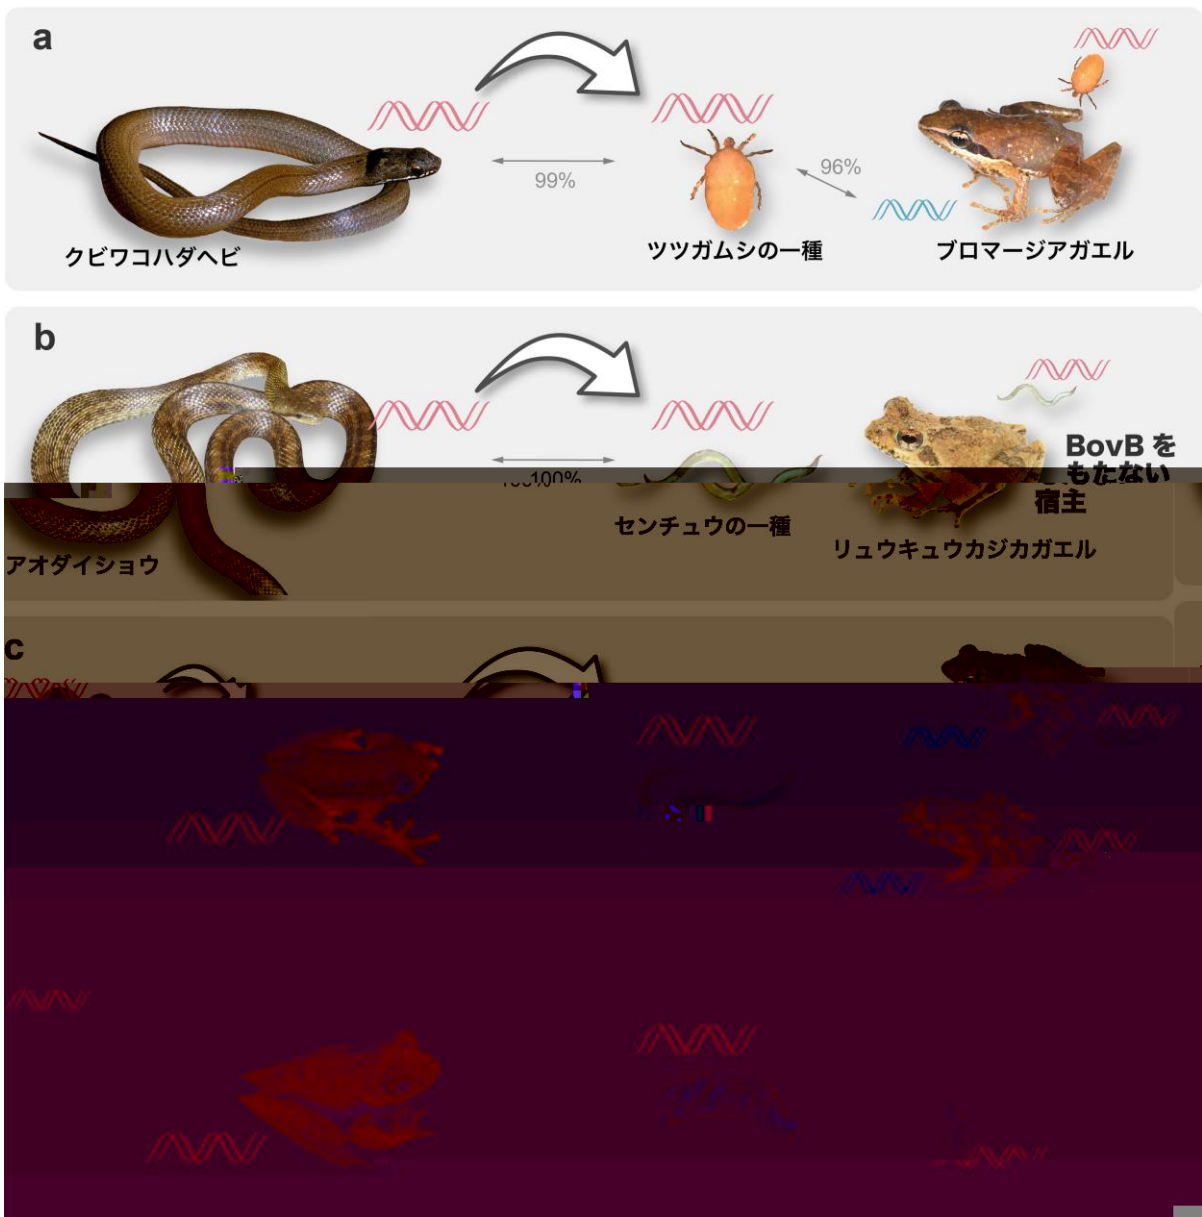 a
99%
96%
クビワコハダヘビ
ツツガムシの一種
ブロマージアガエル
b
BovB を
もたない
宿主
センチュウの一種
リュウキュウカジカガエル
アオダイショウ
c